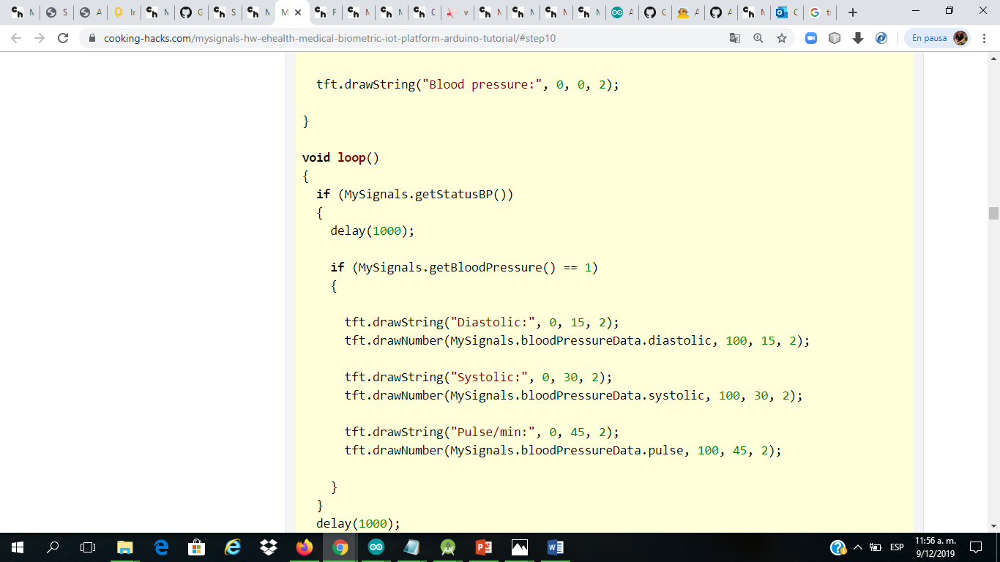 M S A Ir M G S M M F M M C w M M M M A G A A M C tr
cooking-hacks.com/mysignals-hw-ehealth-medical-biometric-iot-platform-arduino-tutorial/#step10
En pausa
tft.drawString("Blood pressure:", 0, 0, 2);
}
void loop()
{
if (MySignals.getStatusBP())
{
delay(1000);
if (MySignals.getBloodPressure() == 1)
{
tft.drawString("Diastolic:", 0, 15, 2);
tft.drawNumber(MySignals.bloodPressureData.diastolic, 100, 15, 2);
tft.drawString("Systolic:", 0, 30, 2);
tft.drawNumber(MySignals.bloodPressureData.systolic, 100, 30, 2);
tft.drawString("Pulse/min:", 0, 45, 2);
tft.drawNumber(MySignals.bloodPressureData.pulse, 100, 45, 2);
}
}
delay(1000);
ESP
11:56 a. m.
9/12/2019